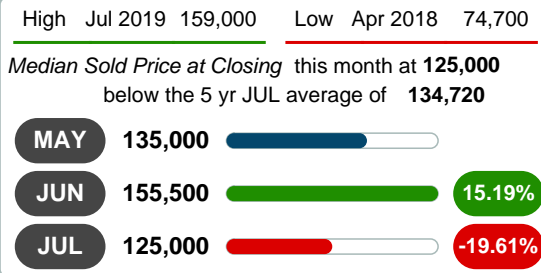 High Jul 2019 159,000 Low Apr 2018 74,700
Median Sold Price at Closing this month at 125,000
below the 5 yr JUL average of 134,720
MAY 135,000
JUN 155,500 15.19%
JUL 125,000 -19.61%